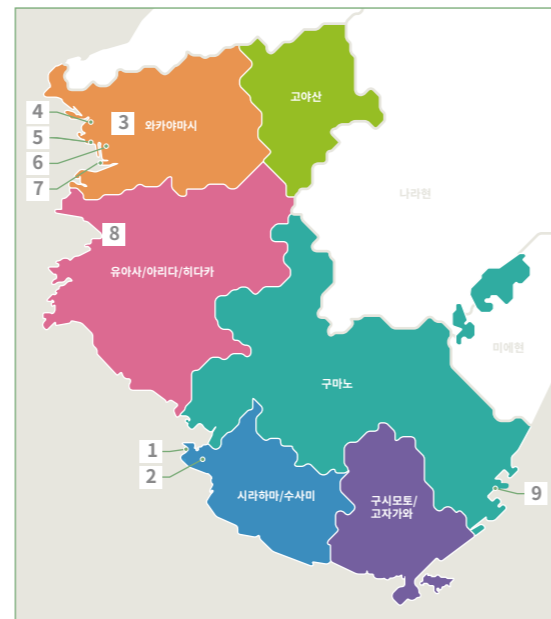 고야산
4
3
와카야마시
5
6
7
나라현
8
유아사/아리다/히다카
미에현
구마노
1
2
시라하마/수사미
구시모토/
고자가와
9